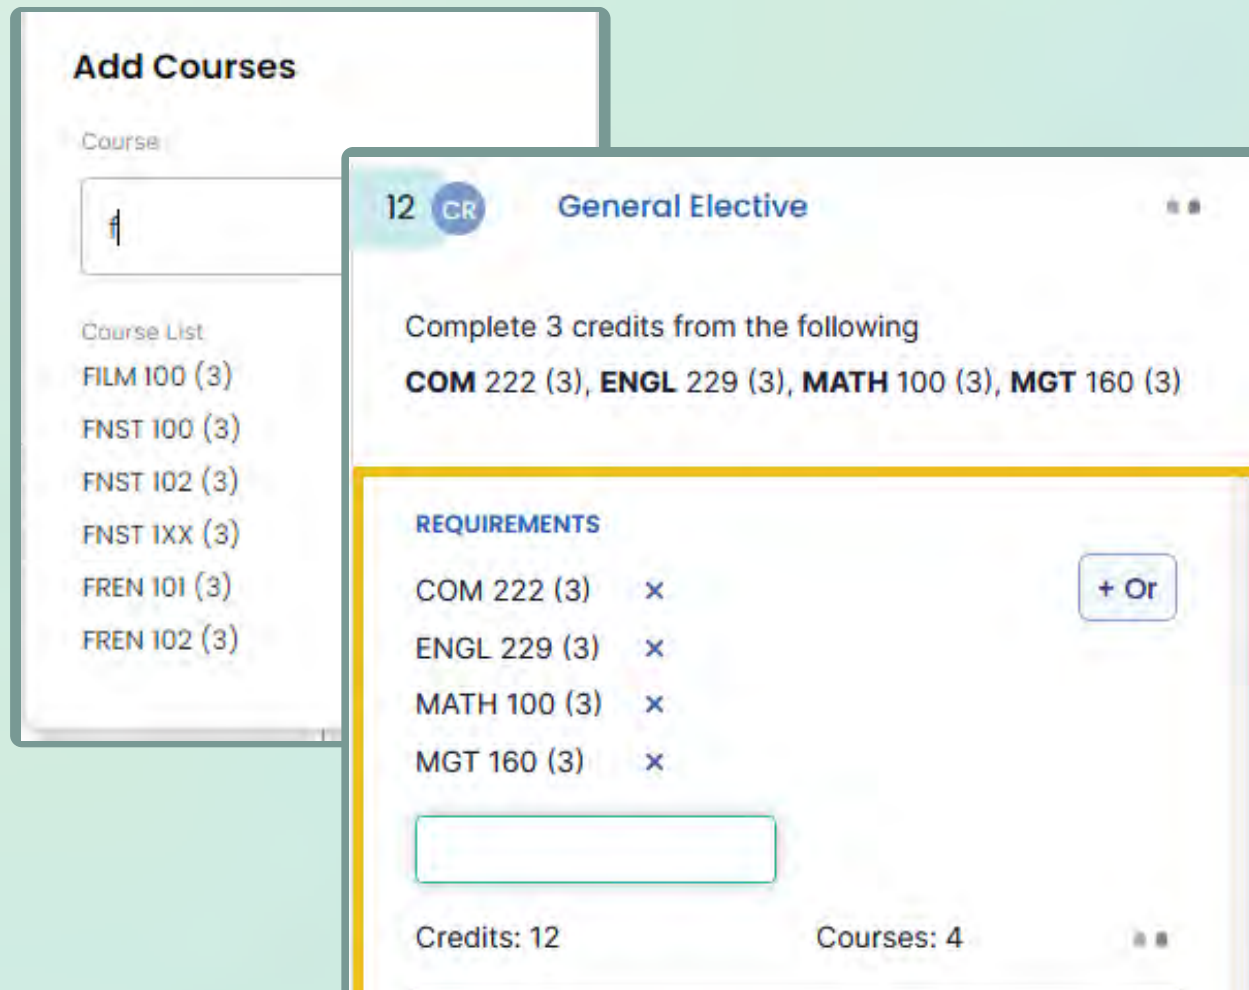 Add Courses
Course
f
Course List
FILM 100 (3)
FNST 100 (3)
FNST 102 (3)
FNST 1XX (3)
FREN 101 (3)
FREN 102 (3)
12 CR General Elective
Complete 3 credits from the following
COM 222 (3), ENGL 229 (3), MATH 100 (3), MGT 160 (3)
REQUIREMENTS
COM 222 (3) ×
+ Or
ENGL 229 (3) ×
MATH 100 (3) ×
MGT 160 (3) ×
Credits: 12 Courses: 4